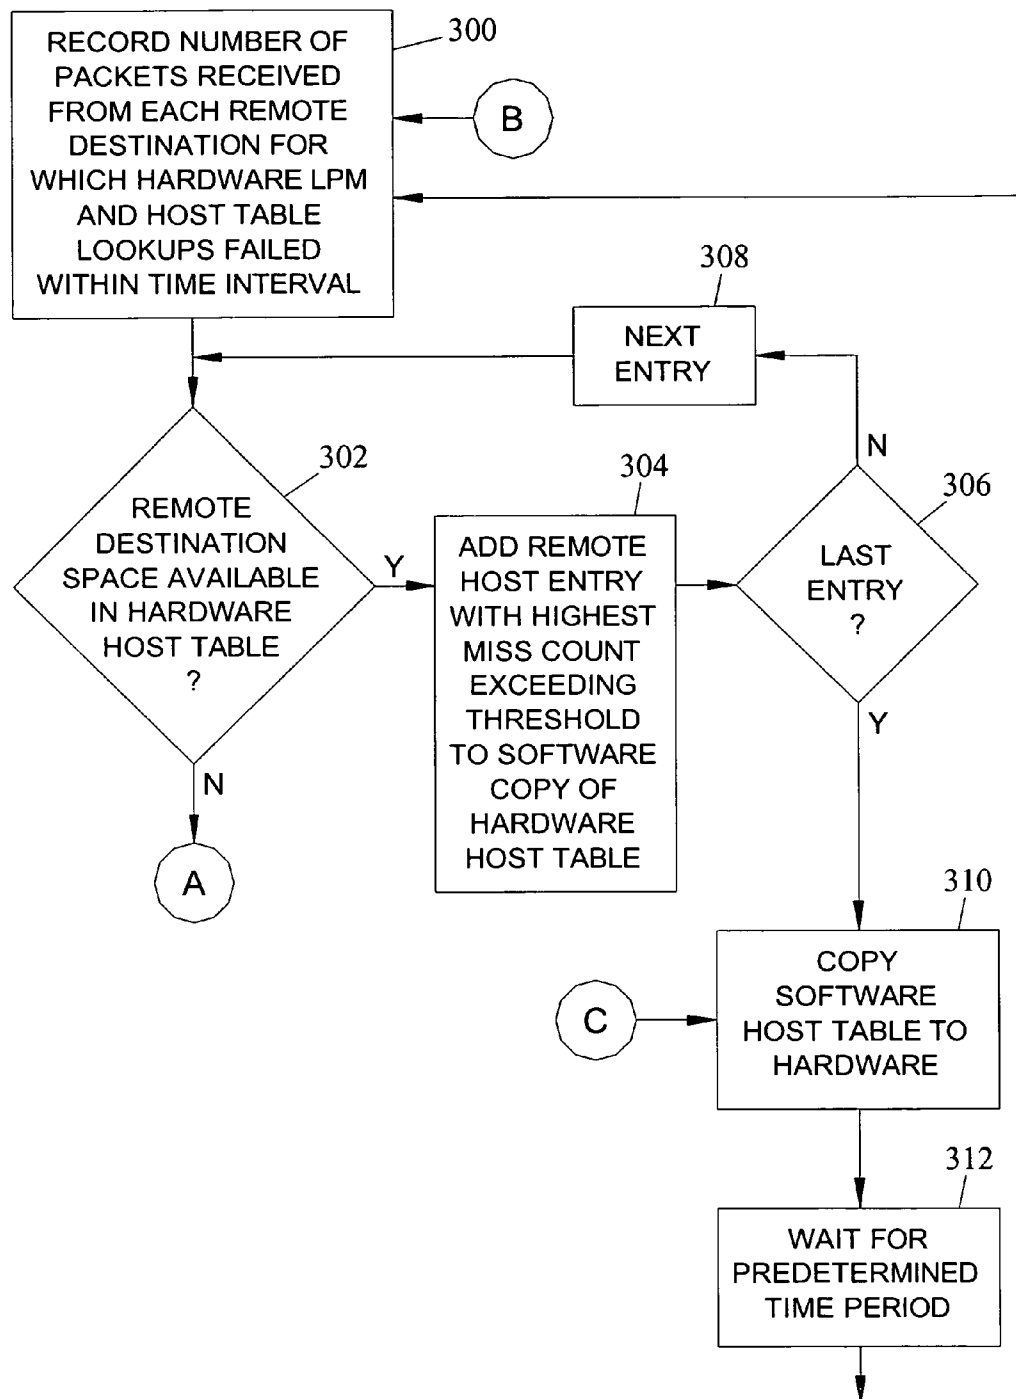 RECORD NUMBER OF
PACKETS RECEIVED
FROM EACH REMOTE
DESTINATION FOR
WHICH HARDWARE LPM
AND HOST TABLE
LOOKUPS FAILED
WITHIN TIME INTERVAL
300
B
308
NEXT
ENTRY
N
302
REMOTE
DESTINATION
SPACE AVAILABLE
IN HARDWARE
HOST TABLE
?
Y
N
A
304
ADD REMOTE
HOST ENTRY
WITH HIGHEST
MISS COUNT
EXCEEDING
THRESHOLD
TO SOFTWARE
COPY OF
HARDWARE
HOST TABLE
306
LAST
ENTRY
?
Y
310
C
COPY
SOFTWARE
HOST TABLE TO
HARDWARE
312
WAIT FOR
PREDETERMINED
TIME PERIOD